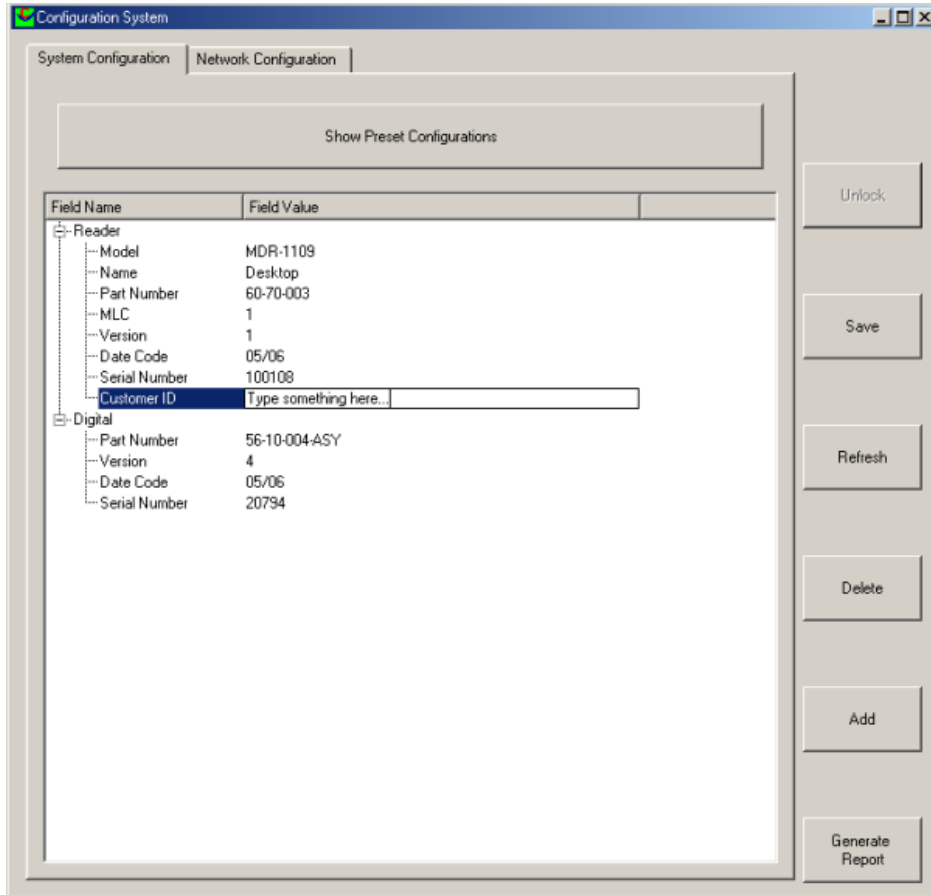 Configuration System
System Configuration Network Configuration
Show Preset Configurations
Unlock
Field Name Field Value
Reader
Model MDR-1109
Name Desktop
Part Number 60-70-003
MLC 1
Version 1
Date Code 05/06
Serial Number 100108
Customer ID Type something here...
Digital
Part Number 56-10-004-ASY
Version 4
Date Code 05/06
Serial Number 20794
Save
Refresh
Delete
Add
Generate
Report